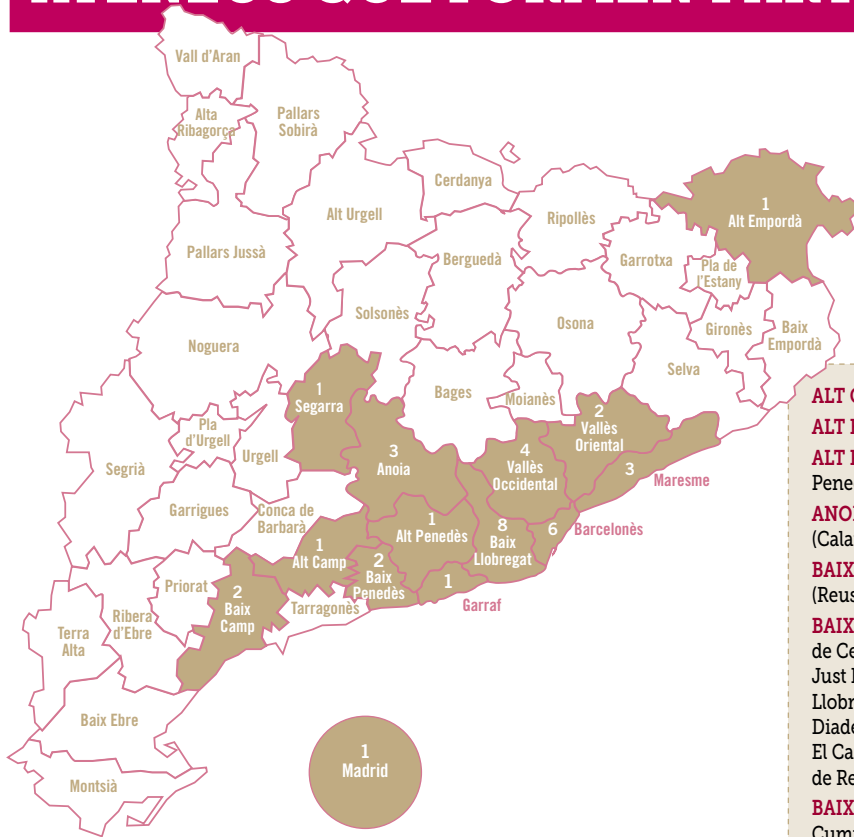 Vall d'Aran
Alta
Ribagorça
Pallars
Sobirà
Cerdanya
Alt Urgell
Ripollès
1
Alt Empordà
Pallars Jussà
Berguedà
Garrotxa
Pla de
l'Estany
Solsonès
Osona
Gironès
Baix
Empordà
Noguera
Selva
1
Segarra
Bages
Moianès
2
Vallès
Oriental
Pla
d'Urgell
Urgell
Segrià
3
Anoia
4
Vallès
Occidental
3
Maresme
Garrigues
Conca de
Barbarà
1
Alt Penedès
8
Baix
Llobregat
6
Barcelonès
1
Alt Camp
2
Baix
Penedès
1
Garraf
Priorat
2
Baix
Camp
Tarragonès
Terra
Alta
Ribera
d'Ebre
Baix Ebre
Montsià
1
Madrid
ALT
ALT
ALT
Pene
(Cala
BAIX
(Reus
BAIX
de Ce
Just
Llobr
Diade
El Ca
de Re
BAIX